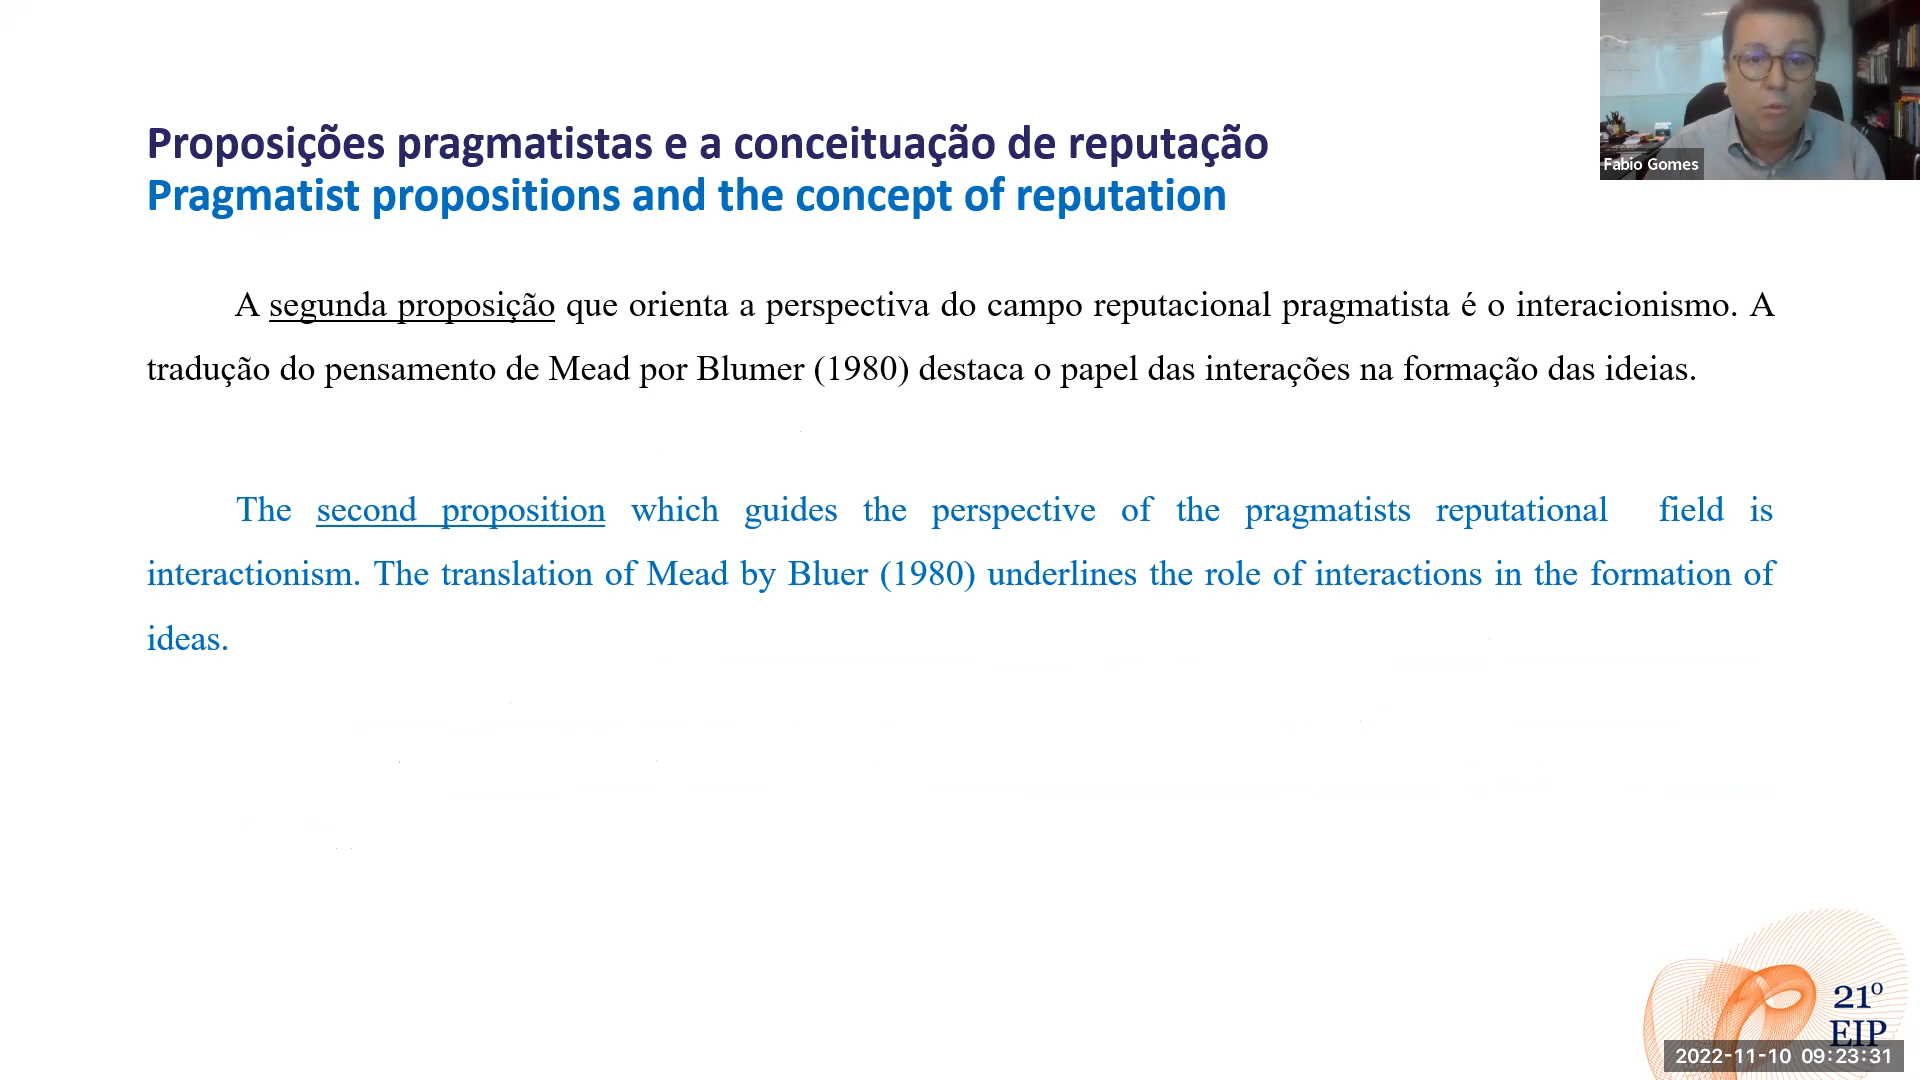 Fabio Gomes
Proposições pragmatistas e a conceituação de reputação
Pragmatist propositions and the concept of reputation
A segunda proposição que orienta a perspectiva do campo reputacional pragmatista é o interacionismo. A
tradução do pensamento de Mead por Blumer (1980) destaca o papel das interações na formação das ideias.
The second proposition which guides the perspective of the pragmatists reputational field is
interactionism. The translation of Mead by Bluer (1980) underlines the role of interactions in the formation of
ideas.
21º
EIP
2022-11-10 09:23:31